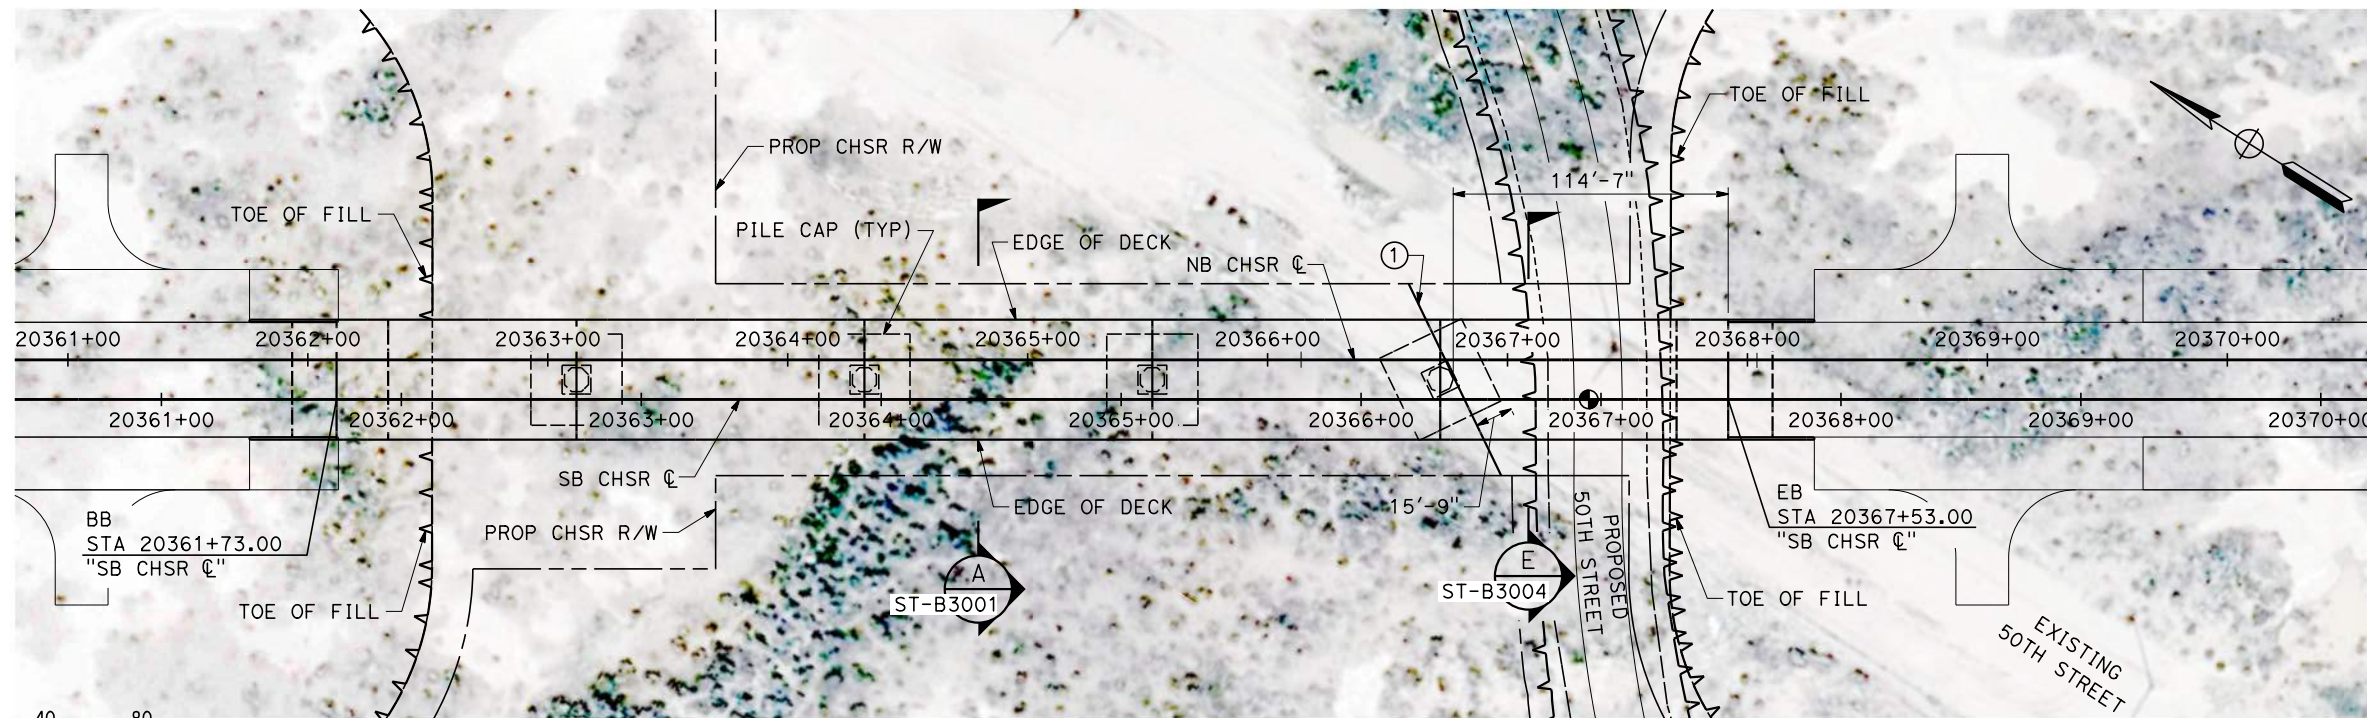 TOE OF FILL
114'-7"
PROP CHSR R/W
TOE OF FILL
PILE CAP (TYP)
EDGE OF DECK
1
NB CHSR ℄
20361+00
20362+00
20363+00
20364+00
20365+00
20366+00
20367+00
20368+00
20369+00
20370+00
20361+00
20362+00
20363+00
20364+00
20365+00
20366+00
20367+00
20368+00
20369+00
20370+00
SB CHSR ℄
EDGE OF DECK
15'-9"
BB
STA 20361+73.00
"SB CHSR ℄"
PROP CHSR R/W
EB
STA 20367+53.00
"SB CHSR ℄"
A
ST-B3001
E
ST-B3004
PROPOSED
50TH STREET
TOE OF FILL
TOE OF FILL
EXISTING
50TH STREET
40
80